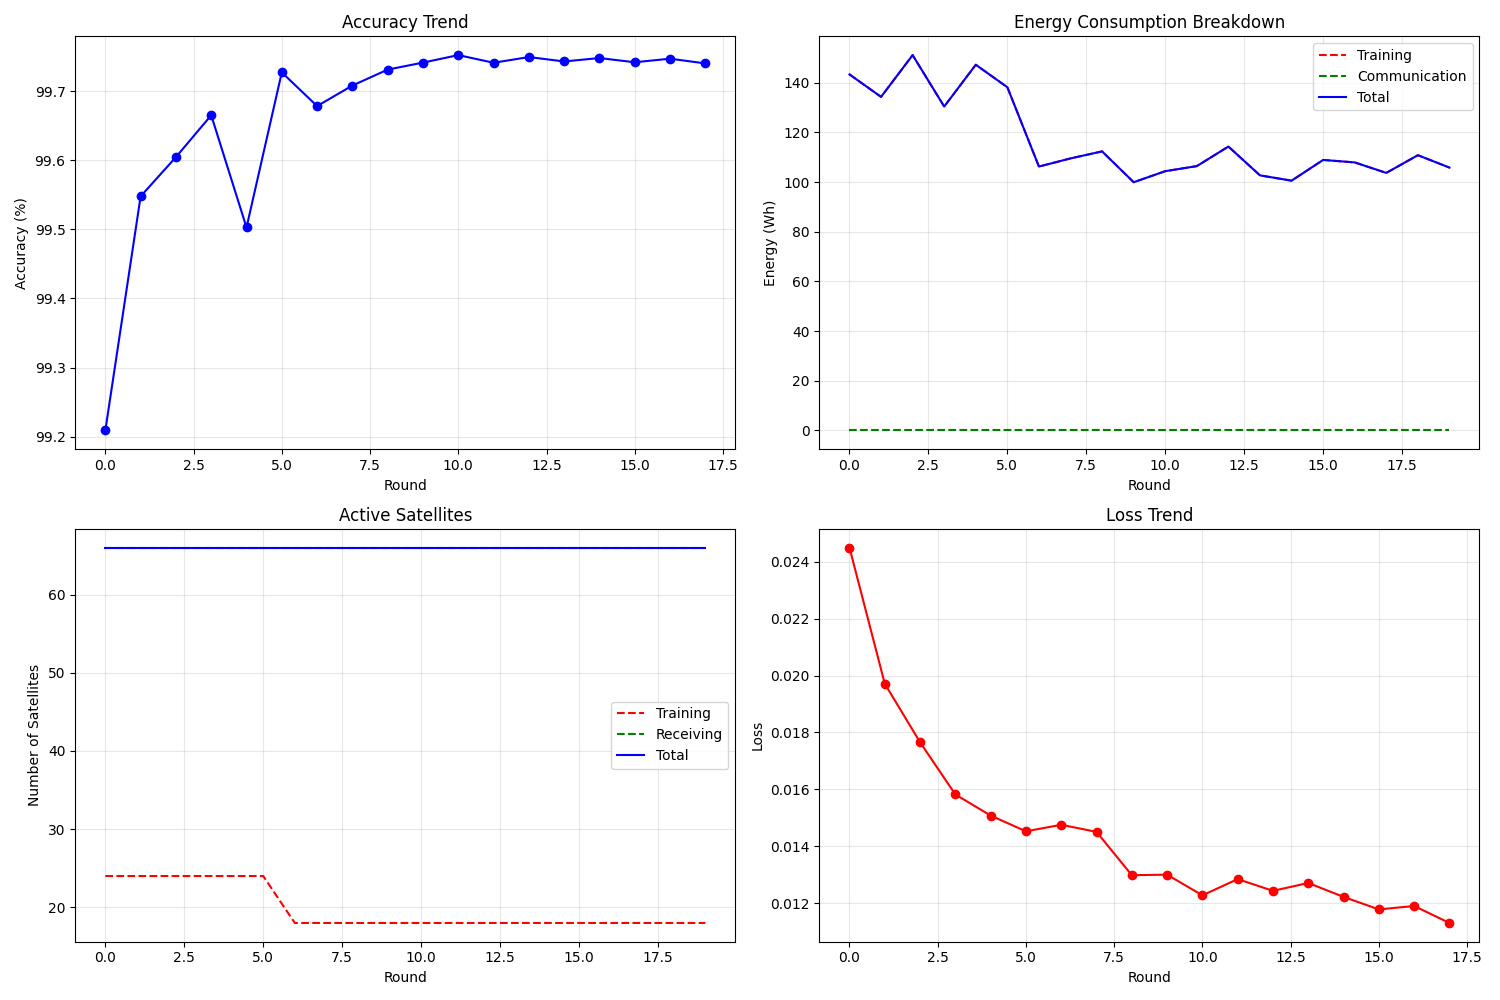 Accuracy Trend
Accuracy (%)
99.7
99.6
99.5
99.4
99.3
99.2
0.0 2.5 5.0 7.5 10.0 12.5 15.0 17.5
Round
Energy Consumption Breakdown
Energy (Wh)
140
120
100
80
60
40
20
0
Training
Communication
Total
0.0 2.5 5.0 7.5 10.0 12.5 15.0 17.5
Round
Active Satellites
Number of Satellites
60
50
40
30
20
Training
Receiving
Total
0.0 2.5 5.0 7.5 10.0 12.5 15.0 17.5
Round
Loss Trend
Loss
0.024
0.022
0.020
0.018
0.016
0.014
0.012
0.0 2.5 5.0 7.5 10.0 12.5 15.0 17.5
Round